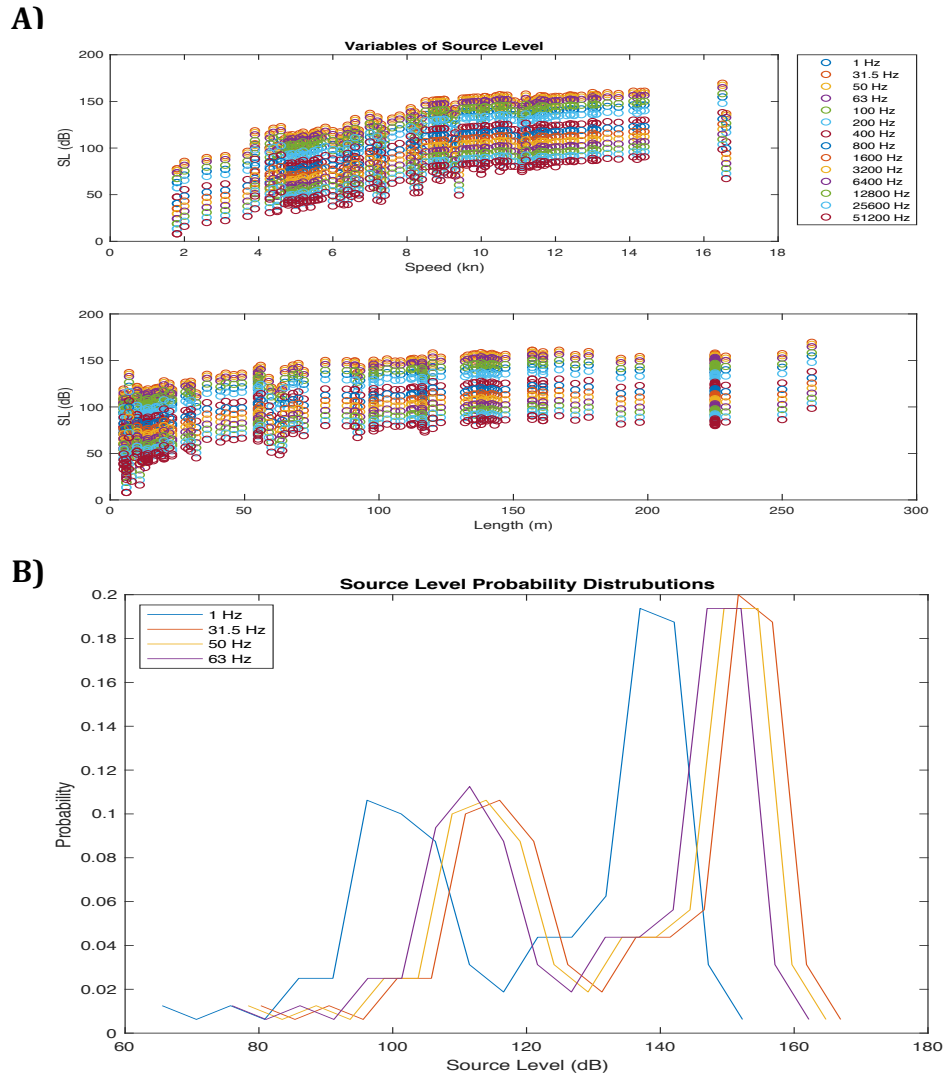 A)
Variables of Source Level
200
150
100
50
0
SL (dB)
0 2 4 6 8 10 12 14 16 18
Speed (kn)
1 Hz
31.5 Hz
50 Hz
63 Hz
100 Hz
200 Hz
400 Hz
800 Hz
1600 Hz
3200 Hz
6400 Hz
12800 Hz
25600 Hz
51200 Hz
200
150
100
50
0
SL (dB)
0 50 100 150 200 250 300
Length (m)
B)
Source Level Probability Distrubutions
0.2
0.18
0.16
0.14
0.12
0.1
0.08
0.06
0.04
0.02
0
Probability
1 Hz
31.5 Hz
50 Hz
63 Hz
60 80 100 120 140 160 180
Source Level (dB)